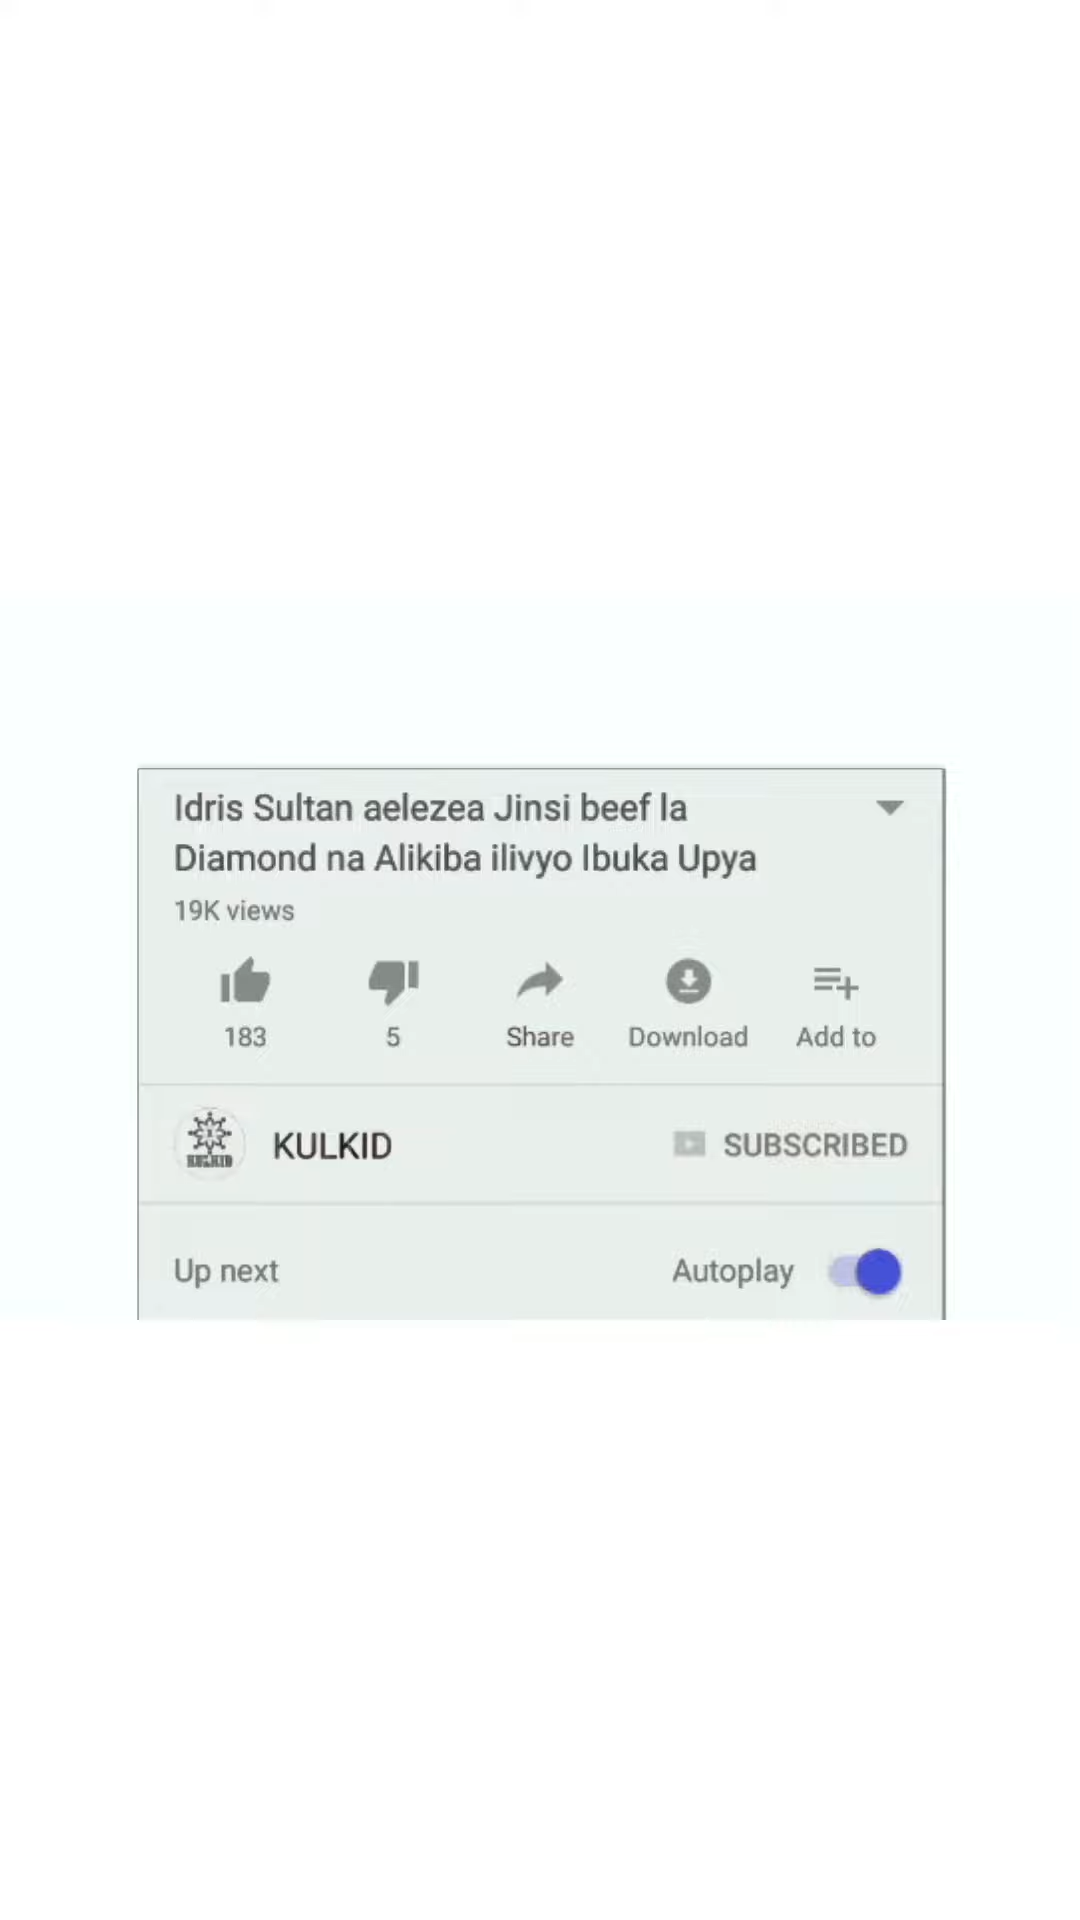 Idris Sultan aelezea Jinsi beef la
Diamond na Alikiba ilivyo Ibuka Upya
19K views
183 5 Share Download Add to
KULKID
KULKID SUBSCRIBED
Up next Autoplay